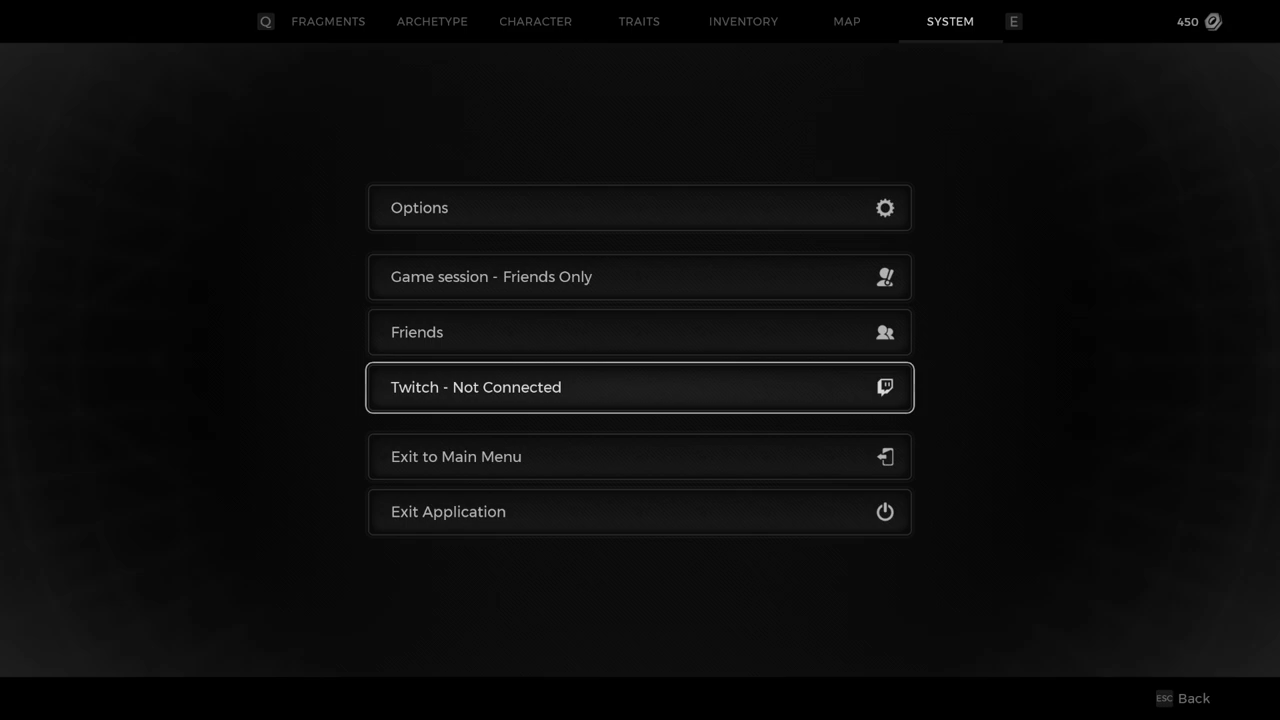 Q FRAGMENTS ARCHETYPE CHARACTER TRAITS INVENTORY MAP SYSTEM E 450
Options
Game session - Friends Only
Friends
Twitch - Not Connected
Exit to Main Menu
Exit Application
ESC Back